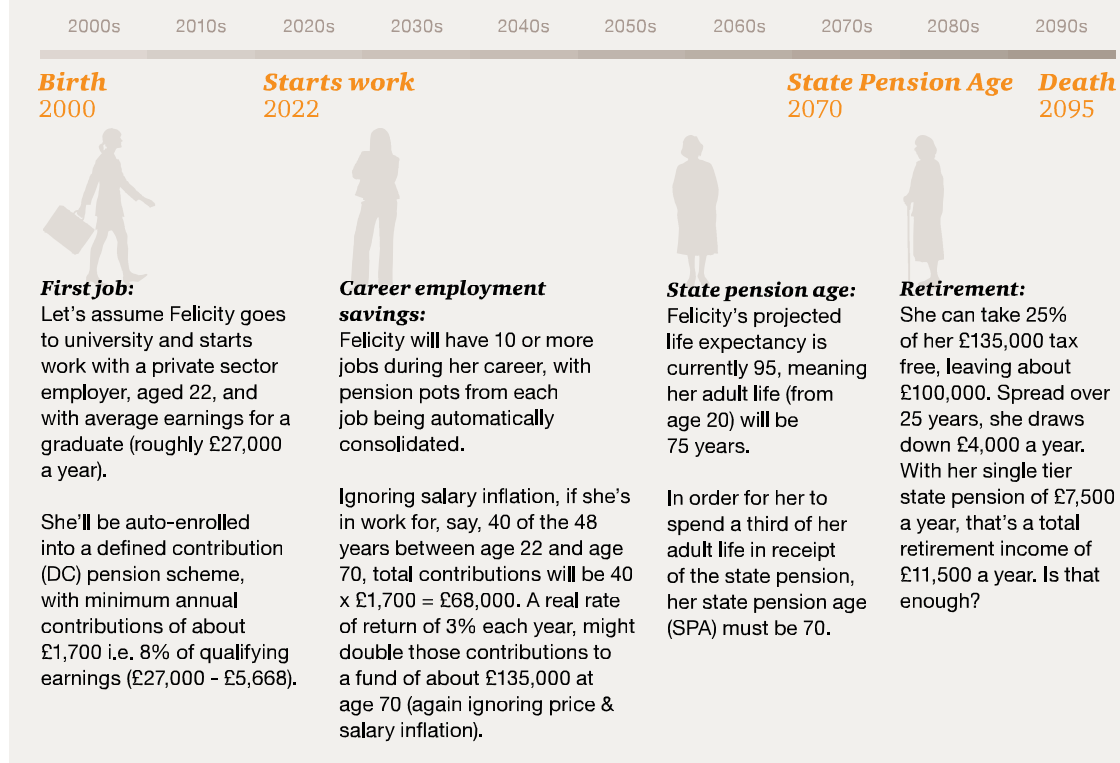 2000s 2010s 2020s 2030s 2040s 2050s 2060s 2070s 2080s 2090s
Birth
2000
Starts work
2022
State Pension Age
2070
Death
2095
First job:
Let's assume Felicity goes
to university and starts
work with a private sector
employer, aged 22, and
with average earnings for a
graduate (roughly £27,000
a year).
She'll be auto-enrolled
into a defined contribution
(DC) pension scheme,
with minimum annual
contributions of about
£1,700 i.e. 8% of qualifying
earnings (£27,000 - £5,668).
Career employment
savings:
Felicity will have 10 or more
jobs during her career, with
pension pots from each
job being automatically
consolidated.
Ignoring salary inflation, if she's
in work for, say, 40 of the 48
years between age 22 and age
70, total contributions will be 40
x £1,700 = £68,000. A real rate
of return of 3% each year, might
double those contributions to
a fund of about £135,000 at
age 70 (again ignoring price &
salary inflation).
State pension age:
Felicity's projected
life expectancy is
currently 95, meaning
her adult life (from
age 20) will be
75 years.
In order for her to
spend a third of her
adult life in receipt
of the state pension,
her state pension age
(SPA) must be 70.
Retirement:
She can take 25%
of her £135,000 tax
free, leaving about
£100,000. Spread over
25 years, she draws
down £4,000 a year.
With her single tier
state pension of £7,500
a year, that's a total
retirement income of
£11,500 a year. Is that
enough?